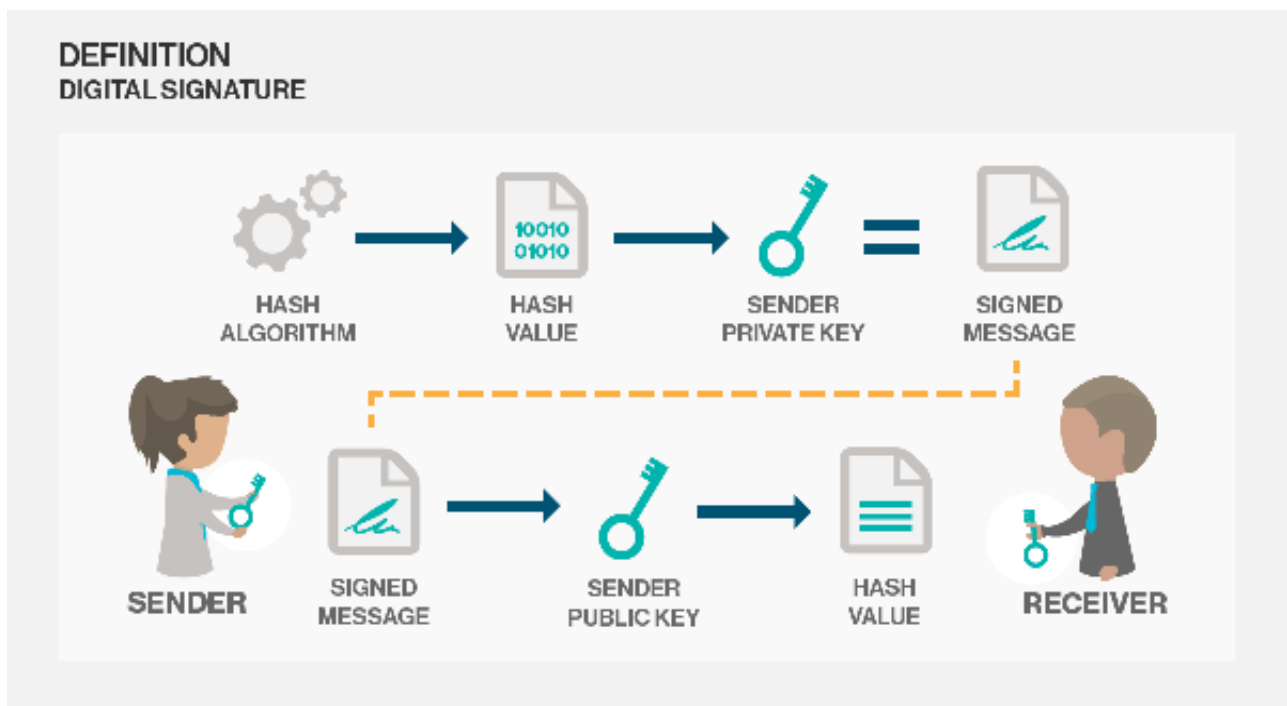 DEFINITION
DIGITAL SIGNATURE
10010
01010
HASH
ALGORITHM
HASH
VALUE
SENDER
PRIVATE KEY
SIGNED
MESSAGE
SENDER
SIGNED
MESSAGE
SENDER
PUBLIC KEY
HASH
VALUE
RECEIVER